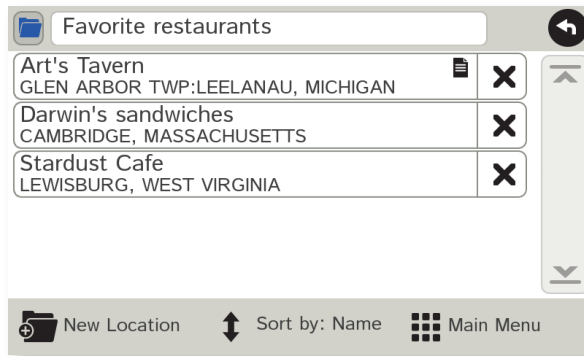 Favorite restaurants
Art's Tavern
GLEN ARBOR TWP:LEELANAU, MICHIGAN
Darwin's sandwiches
CAMBRIDGE, MASSACHUSETTS
Stardust Cafe
LEWISBURG, WEST VIRGINIA
New Location
Sort by: Name
Main Menu